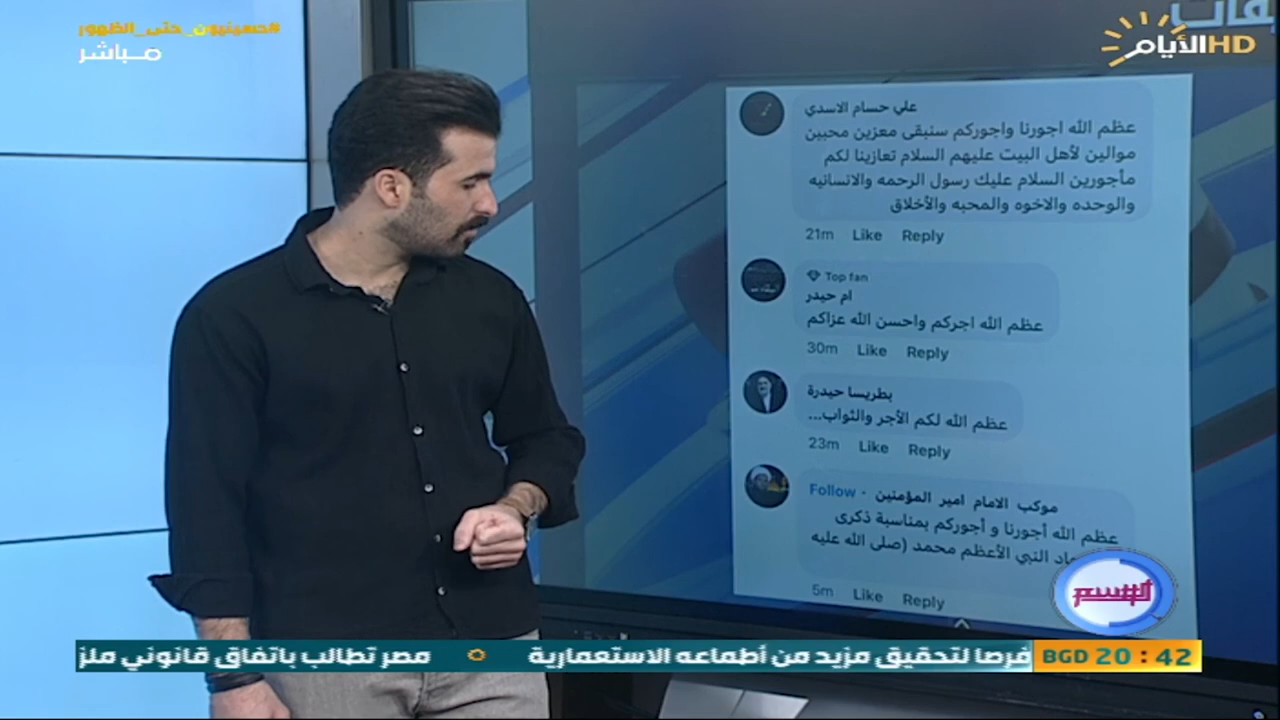 #حسينيون_حتى_الظهور
مباشر
الأيام HD
علي حسام الاسدي
عظم الله اجورنا واجوركم سنبقى معزين محبين
موالين لأهل البيت عليهم السلام تعازينا لكم
مأجورين السلام عليك رسول الرحمه والانسانيه
والوحده والاخوه والمحبه والأخلاق
21m Like Reply
Top fan
ام حيدر
عظم الله اجركم واحسن الله عزاكم
30m Like Reply
بطريسا حيدرة
عظم الله لكم الأجر والثواب...
23m Like Reply
موكب الامام امير المؤمنين · Follow
عظم الله أجورنا و أجوركم بمناسبة ذكرى
النبي الأعظم محمد (صلى الله عليه
5m Like Reply
BGD 20:42
فرصا لتحقيق مزيد من أطماعه الاستعمارية
مصر تطالب باتفاق قانوني ملز